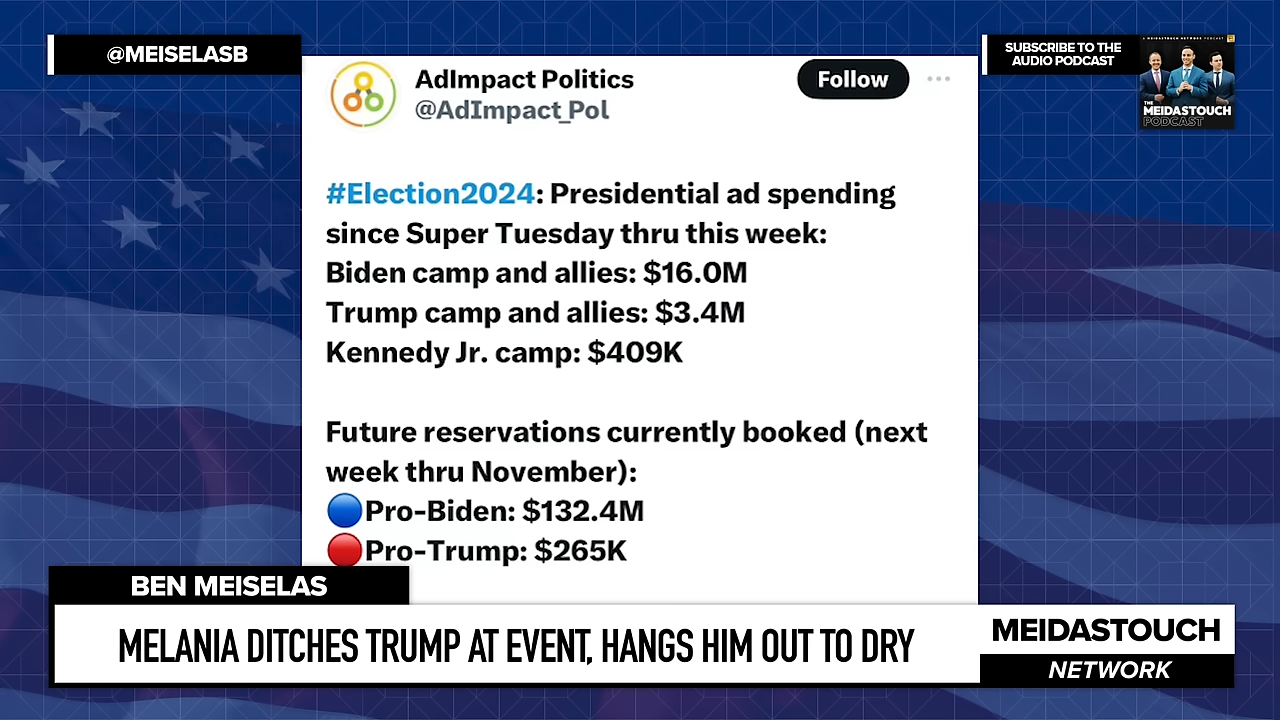 @MEISELASB
AdImpact Politics
@AdImpact_Pol
Follow
SUBSCRIBE TO THE
AUDIO PODCAST
A MEIDASTOUCH NETWORK PODCAST
THE
MEIDASTOUCH
PODCAST
#Election2024: Presidential ad spending
since Super Tuesday thru this week:
Biden camp and allies: $16.0M
Trump camp and allies: $3.4M
Kennedy Jr. camp: $409K
Future reservations currently booked (next
week thru November):
🔵Pro-Biden: $132.4M
🔴Pro-Trump: $265K
BEN MEISELAS
MELANIA DITCHES TRUMP AT EVENT, HANGS HIM OUT TO DRY
MEIDASTOUCH
NETWORK